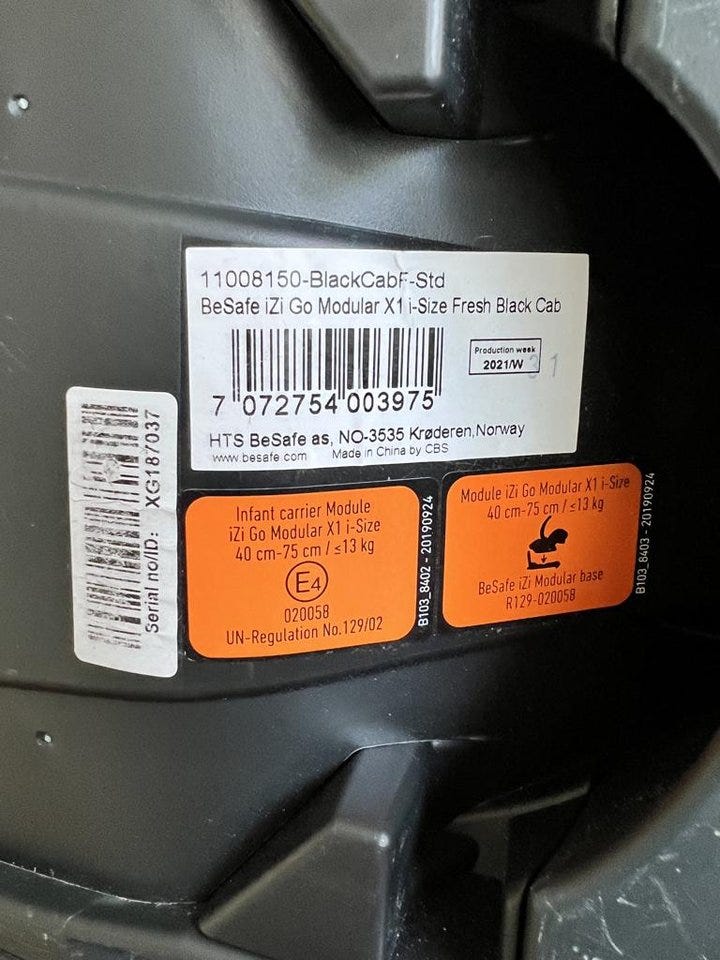 11008150-BlackCabF-Std
BeSafe iZi Go Modular X1 i-Size Fresh Black Cab
Production week
2021/W 31
7 072754 003975
HTS BeSafe as, NO-3535 Krøderen, Norway
www.besafe.com Made in China by CBS
Serial no/ID: XG187037
Infant carrier Module
iZi Go Modular X1 i-Size
40 cm-75 cm / ≤13 kg
E4
020058
UN-Regulation No.129/02
B103_8402 - 20190924
Module iZi Go Modular X1 i-Size
40 cm-75 cm / ≤13 kg
BeSafe iZi Modular base
R129-020058
B103_8403 - 20190924